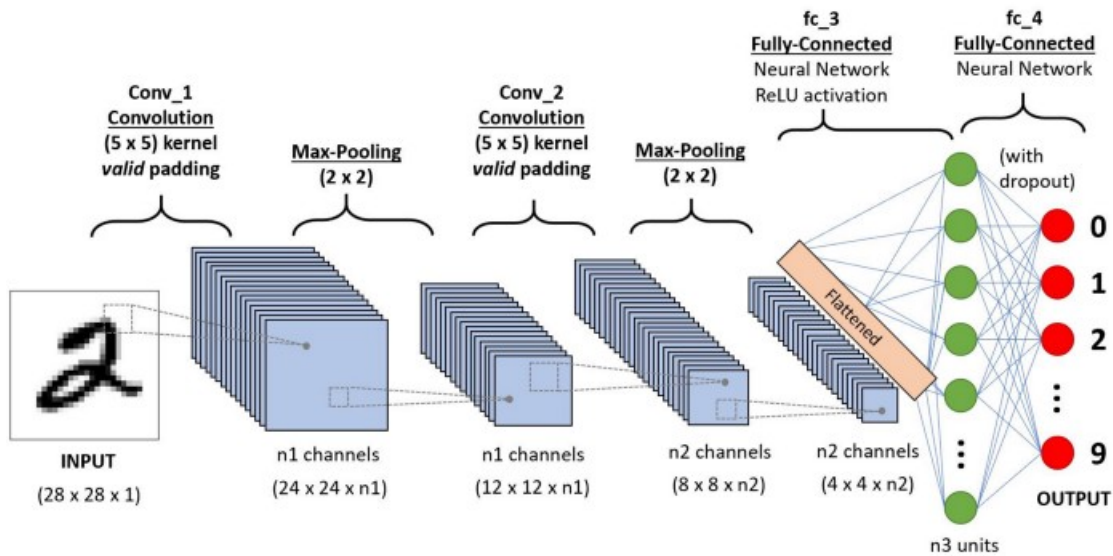 Conv_1
Convolution
(5 x 5) kernel
valid padding
Max-Pooling
(2 x 2)
Conv_2
Convolution
(5 x 5) kernel
valid padding
Max-Pooling
(2 x 2)
fc_3
Fully-Connected
Neural Network
ReLU activation
fc_4
Fully-Connected
Neural Network
(with
dropout)
2
INPUT
(28 x 28 x 1)
n1 channels
(24 x 24 x n1)
n1 channels
(12 x 12 x n1)
n2 channels
(8 x 8 x n2)
n2 channels
(4 x 4 x n2)
Flattened
n3 units
0
1
2
9
OUTPUT